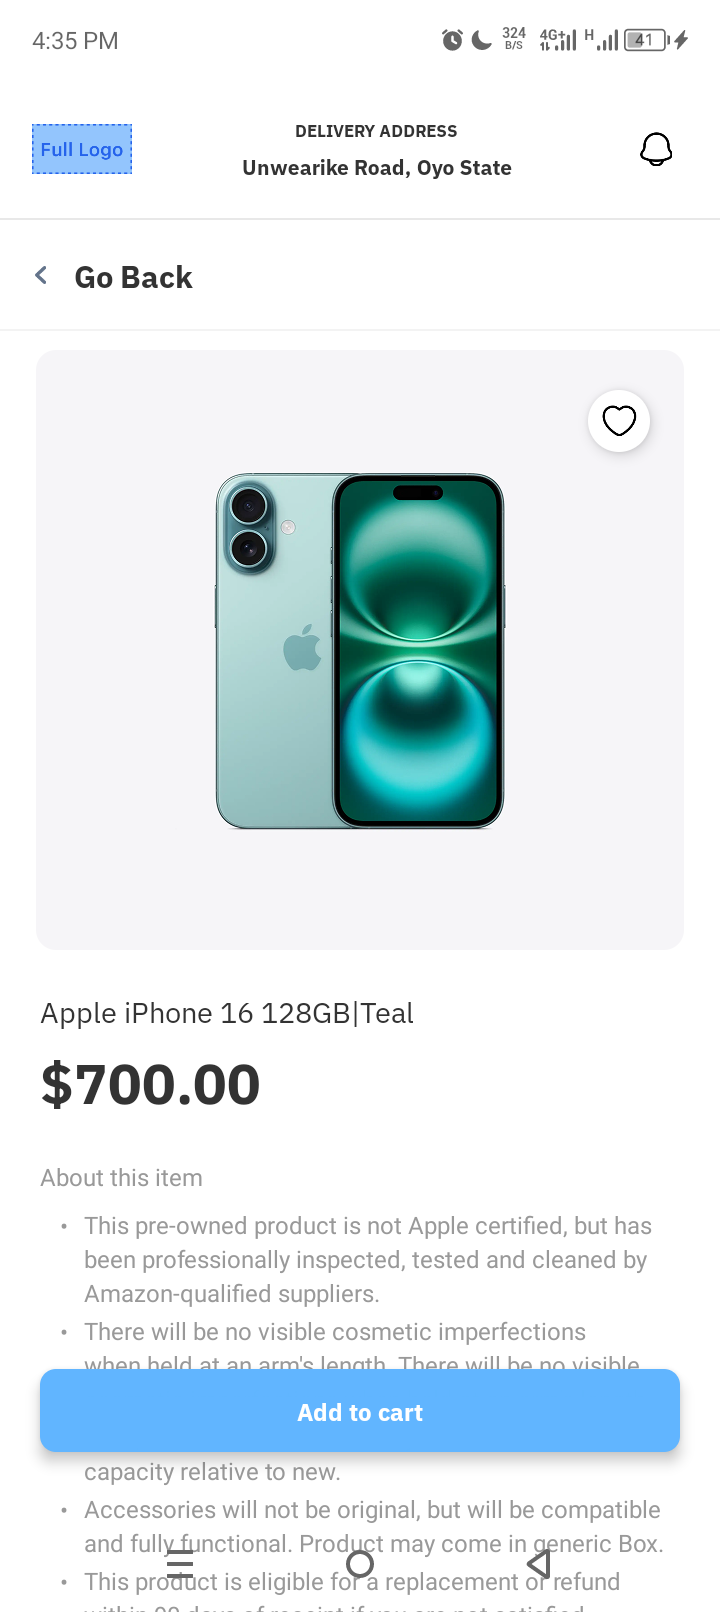 4:35 PM
324
B/S
4G+
H
41
Full Logo
DELIVERY ADDRESS
Unwearike Road, Oyo State
Go Back
Apple iPhone 16 128GB|Teal
$700.00
About this item
• This pre-owned product is not Apple certified, but has
been professionally inspected, tested and cleaned by
Amazon-qualified suppliers.
• There will be no visible cosmetic imperfections
when held at an arm's length. There will be no visible
Add to cart
capacity relative to new.
• Accessories will not be original, but will be compatible
and fully functional. Product may come in generic Box.
• This product is eligible for a replacement or refund